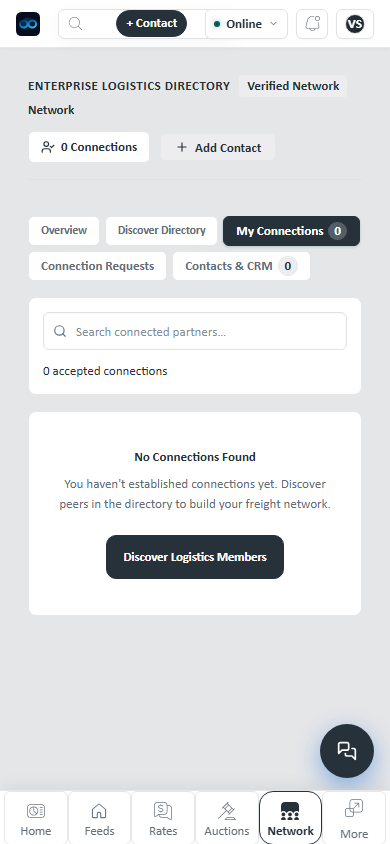 + Contact
Online
VS
ENTERPRISE LOGISTICS DIRECTORY
Verified Network
Network
0 Connections
+ Add Contact
Overview
Discover Directory
My Connections 0
Connection Requests
Contacts & CRM 0
Search connected partners...
0 accepted connections
No Connections Found
You haven't established connections yet. Discover
peers in the directory to build your freight network.
Discover Logistics Members
Home
Feeds
Rates
Auctions
Network
More